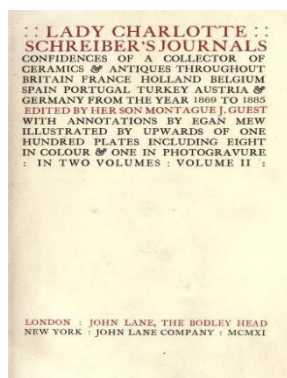 : : LADY CHARLOTTE : :
SCHREIBER'S JOURNALS
CONFIDENCES OF A COLLECTOR OF
CERAMICS & ANTIQUES THROUGHOUT
BRITAIN FRANCE HOLLAND BELGIUM
SPAIN PORTUGAL TURKEY AUSTRIA &
GERMANY FROM THE YEAR 1869 TO 1885
EDITED BY HER SON MONTAGUE J. GUEST
WITH ANNOTATIONS BY EGAN MEW
ILLUSTRATED BY UPWARDS OF ONE
HUNDRED PLATES INCLUDING EIGHT
IN COLOUR & ONE IN PHOTOGRAVURE
: IN TWO VOLUMES : VOLUME II :
LONDON : JOHN LANE, THE BODLEY HEAD
NEW YORK : JOHN LANE COMPANY : MCMXI